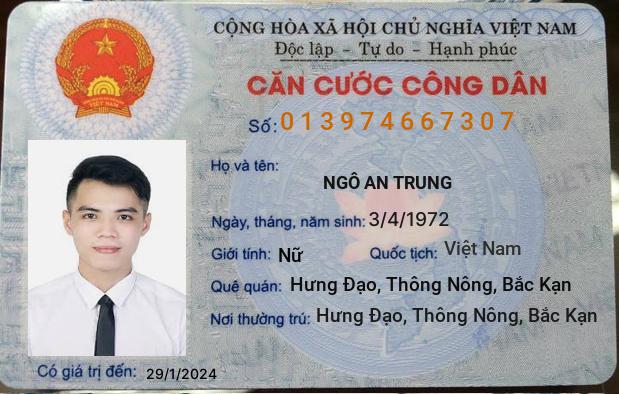 CỘNG HÒA XÃ HỘI CHỦ NGHĨA VIỆT NAM
Độc lập - Tự do - Hạnh phúc
CĂN CƯỚC CÔNG DÂN
Số: 013974667307
Họ và tên:
NGÔ AN TRUNG
Ngày, tháng, năm sinh: 3/4/1972
Giới tính: Nữ Quốc tịch: Việt Nam
Quê quán: Hưng Đạo, Thông Nông, Bắc Kạn
Nơi thường trú: Hưng Đạo, Thông Nông, Bắc Kạn
Có giá trị đến: 29/1/2024